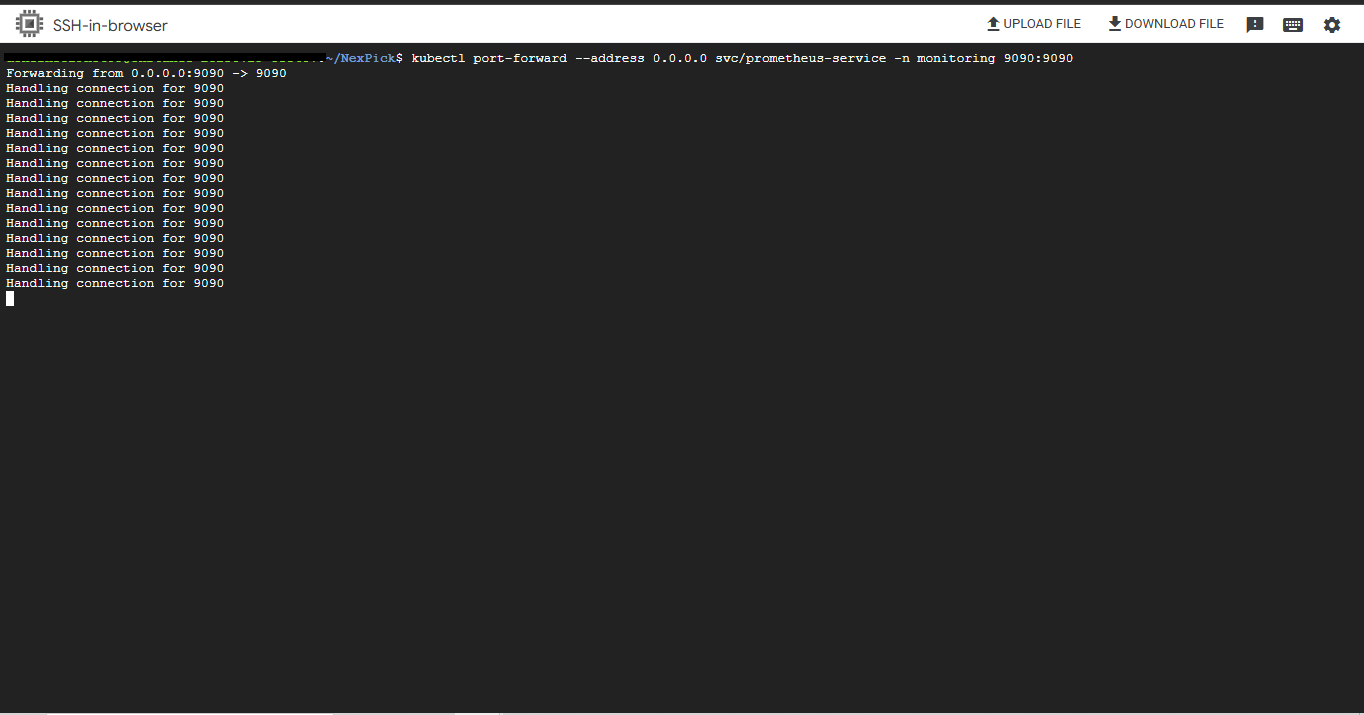 SSH-in-browser
UPLOAD FILE
DOWNLOAD FILE
~/NexPick$ kubectl port-forward --address 0.0.0.0 svc/prometheus-service -n monitoring 9090:9090
Forwarding from 0.0.0.0:9090 -> 9090
Handling connection for 9090
Handling connection for 9090
Handling connection for 9090
Handling connection for 9090
Handling connection for 9090
Handling connection for 9090
Handling connection for 9090
Handling connection for 9090
Handling connection for 9090
Handling connection for 9090
Handling connection for 9090
Handling connection for 9090
Handling connection for 9090
Handling connection for 9090